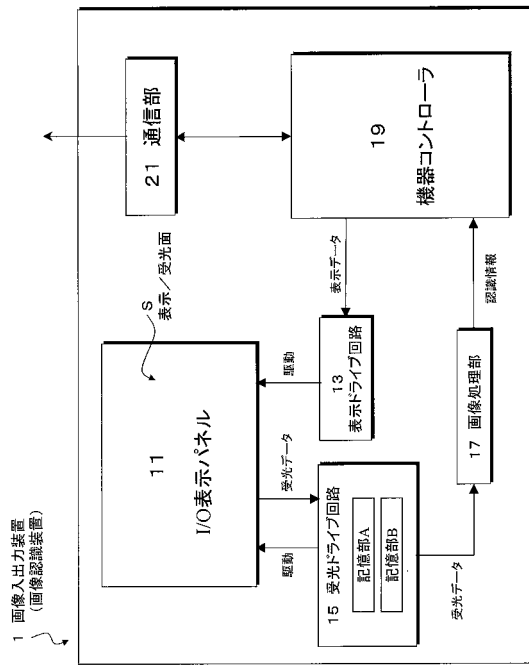 1 画像入出力装置
(画像認識装置)
11
I/O表示パネル
S
表示/受光面
21 通信部
駆動
受光データ
駆動
表示データ
13
表示ドライブ回路
19
機器コントローラ
15 受光ドライブ回路
記憶部A
記憶部B
受光データ
17 画像処理部
認識情報